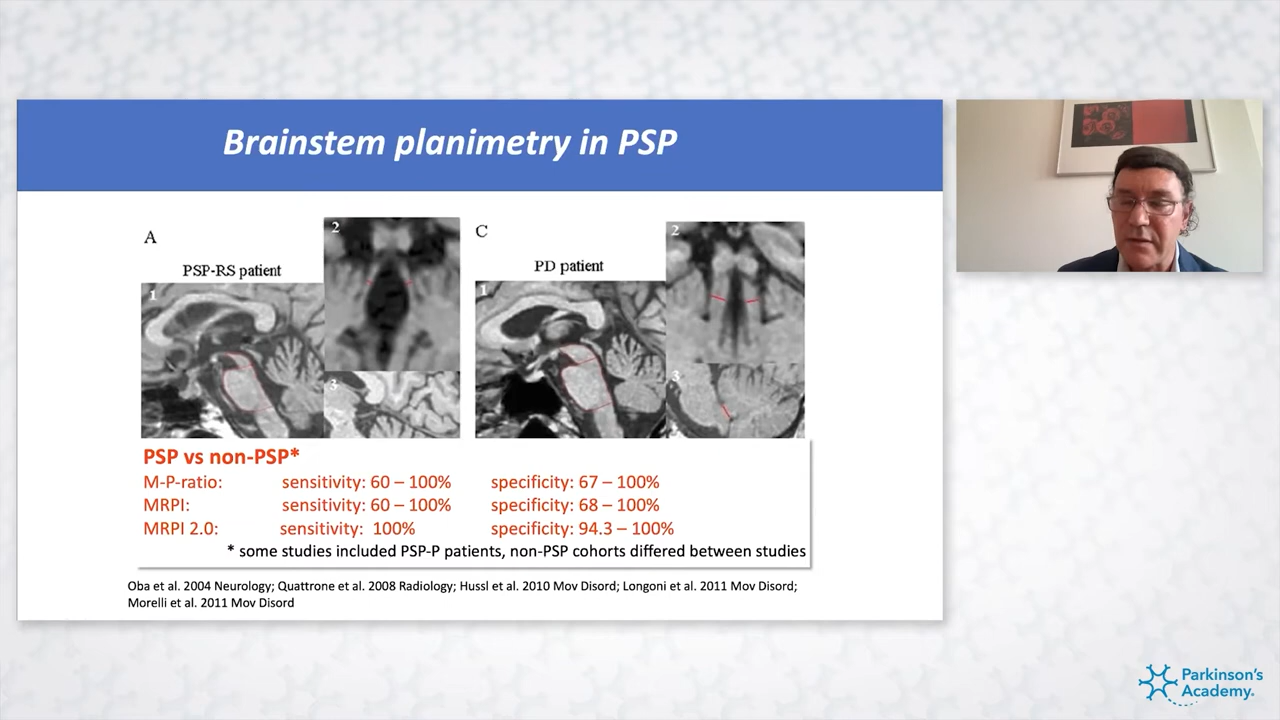 Brainstem planimetry in PSP
A
PSP-RS patient
1
2
3
C
PD patient
1
2
3
PSP vs non-PSP*
M-P-ratio: sensitivity: 60 – 100% specificity: 67 – 100%
MRPI: sensitivity: 60 – 100% specificity: 68 – 100%
MRPI 2.0: sensitivity: 100% specificity: 94.3 – 100%
* some studies included PSP-P patients, non-PSP cohorts differed between studies
Oba et al. 2004 Neurology; Quattrone et al. 2008 Radiology; Hussl et al. 2010 Mov Disord; Longoni et al. 2011 Mov Disord;
Morelli et al. 2011 Mov Disord
Parkinson's
Academy.